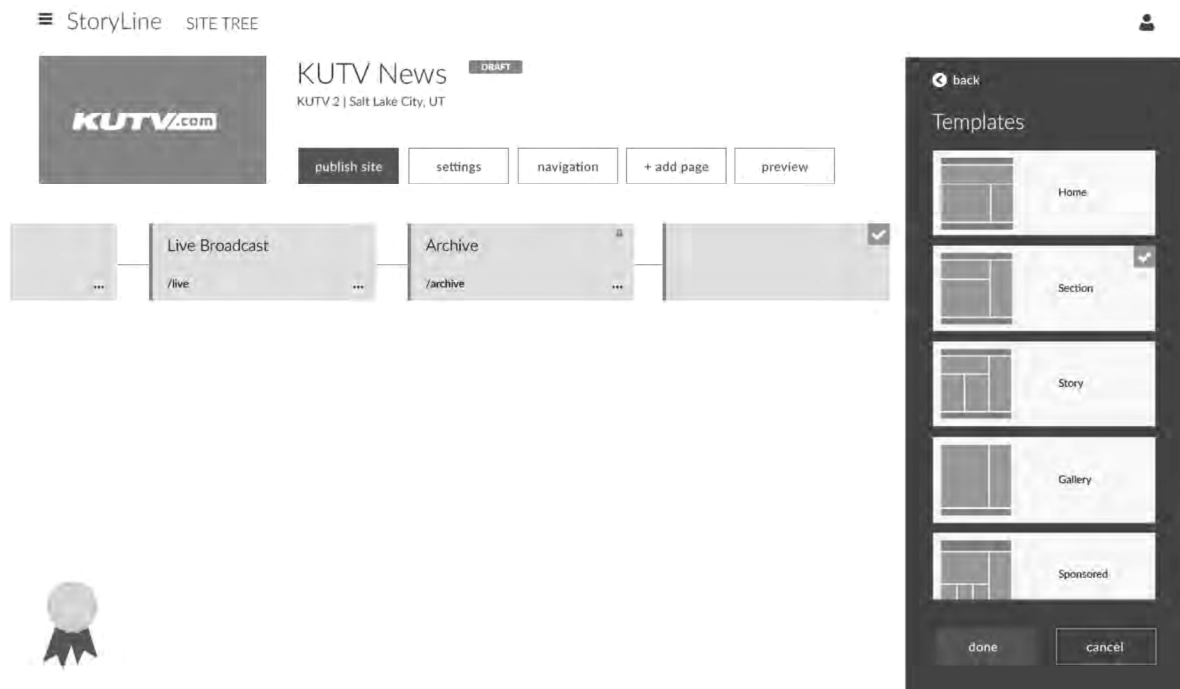 StoryLine SITE TREE
KUTV.com
KUTV News DRAFT
KUTV 2 | Salt Lake City, UT
publish site settings navigation + add page preview
... Live Broadcast
/live ...
Archive
/archive ...
back
Templates
Home
Section
Story
Gallery
Sponsored
done cancel